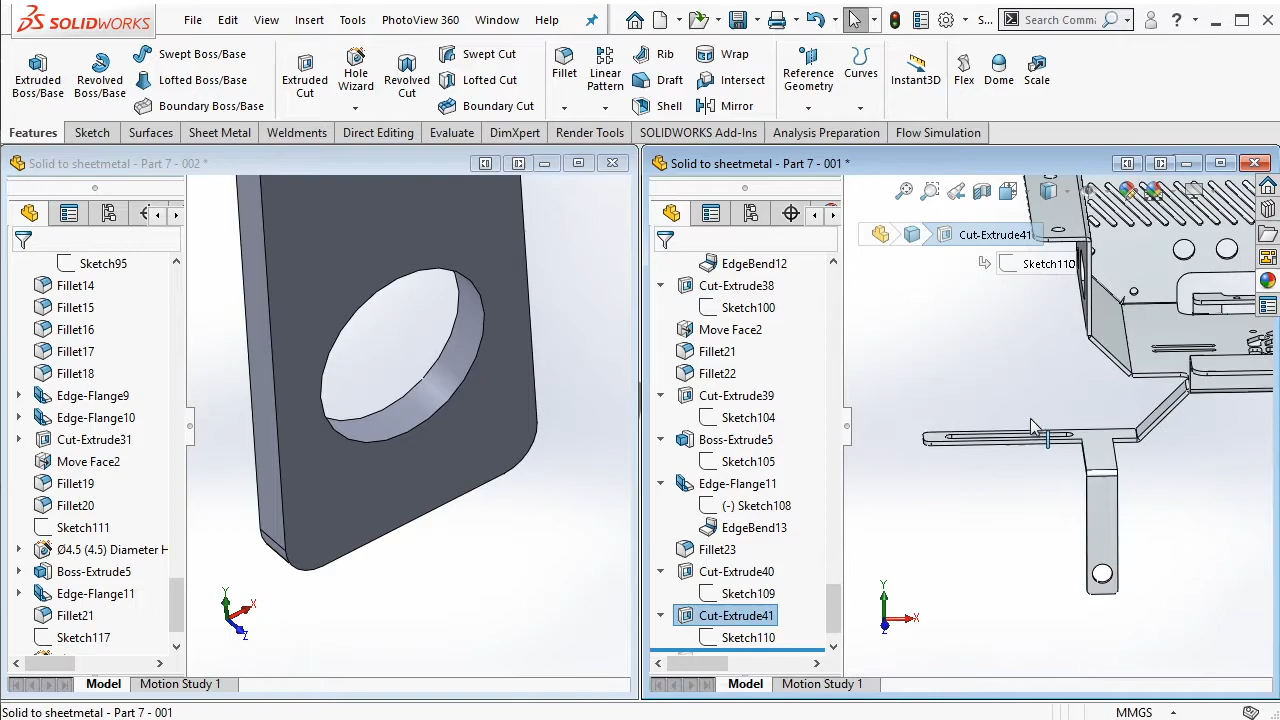 SOLIDWORKS
File Edit View Insert Tools PhotoView 360 Window Help
S...
Search Comma
Extruded Boss/Base
Revolved Boss/Base
Swept Boss/Base
Lofted Boss/Base
Boundary Boss/Base
Extruded Cut
Hole Wizard
Revolved Cut
Swept Cut
Lofted Cut
Boundary Cut
Fillet
Linear Pattern
Rib
Draft
Shell
Wrap
Intersect
Mirror
Reference Geometry
Curves
Instant3D
Flex
Dome
Scale
Features Sketch Surfaces Sheet Metal Weldments Direct Editing Evaluate DimXpert Render Tools SOLIDWORKS Add-Ins Analysis Preparation Flow Simulation
Solid to sheetmetal - Part 7 - 002 *
Sketch95
Fillet14
Fillet15
Fillet16
Fillet17
Fillet18
Edge-Flange9
Edge-Flange10
Cut-Extrude31
Move Face2
Fillet19
Fillet20
Sketch111
Ø4.5 (4.5) Diameter H
Boss-Extrude5
Edge-Flange11
Fillet21
Sketch117
Y
X
Z
Model Motion Study 1
Solid to sheetmetal - Part 7 - 001 *
EdgeBend12
Cut-Extrude38
Sketch100
Move Face2
Fillet21
Fillet22
Cut-Extrude39
Sketch104
Boss-Extrude5
Sketch105
Edge-Flange11
(-) Sketch108
EdgeBend13
Fillet23
Cut-Extrude40
Sketch109
Cut-Extrude41
Sketch110
Cut-Extrude41
Sketch110
Y
X
Z
Model Motion Study 1
Solid to sheetmetal - Part 7 - 001
MMGS